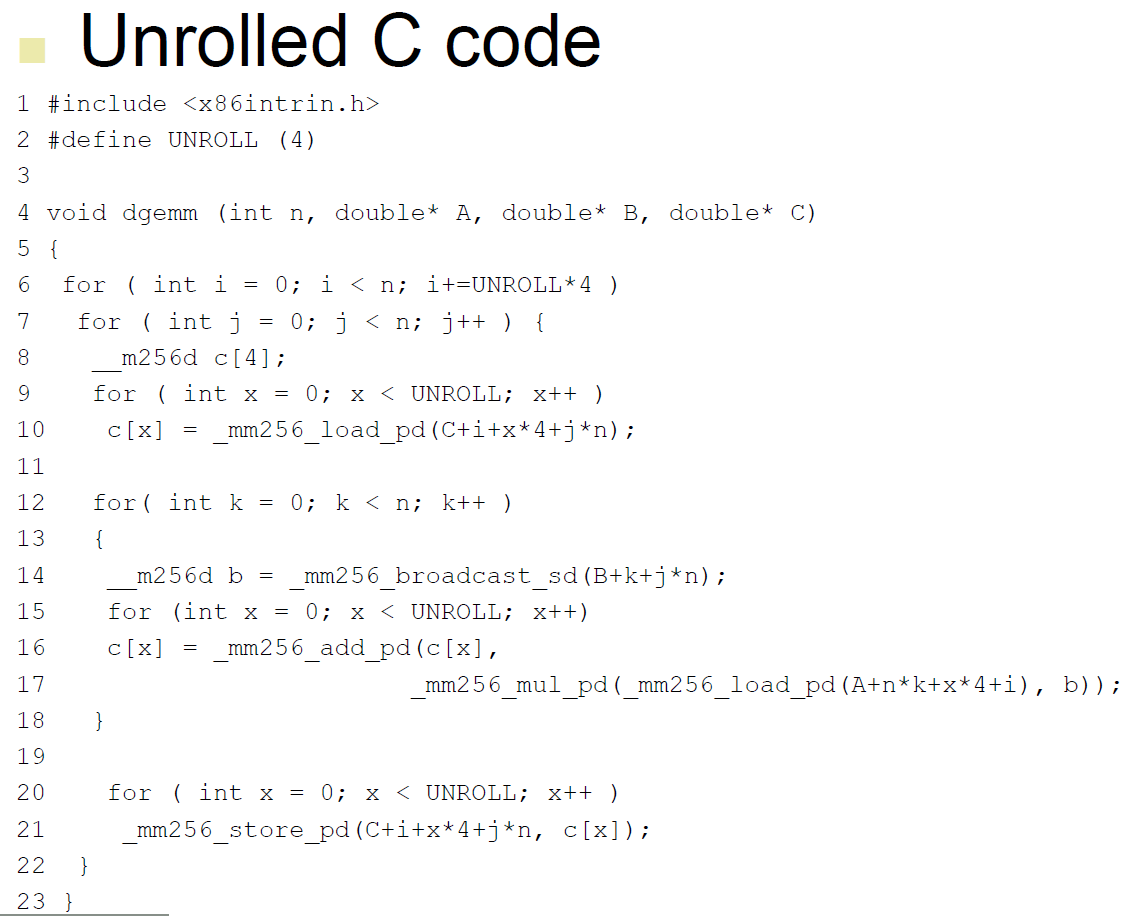 Unrolled C code
1 #include <x86intrin.h>
2 #define UNROLL (4)
3
4 void dgemm (int n, double* A, double* B, double* C)
5 {
6  for ( int i = 0; i < n; i+=UNROLL*4 )
7   for ( int j = 0; j < n; j++ ) {
8    __m256d c[4];
9    for ( int x = 0; x < UNROLL; x++ )
10    c[x] = _mm256_load_pd(C+i+x*4+j*n);
11
12   for( int k = 0; k < n; k++ )
13   {
14    __m256d b = _mm256_broadcast_sd(B+k+j*n);
15    for (int x = 0; x < UNROLL; x++)
16    c[x] = _mm256_add_pd(c[x],
17                        _mm256_mul_pd(_mm256_load_pd(A+n*k+x*4+i), b));
18   }
19
20    for ( int x = 0; x < UNROLL; x++ )
21     _mm256_store_pd(C+i+x*4+j*n, c[x]);
22  }
23 }